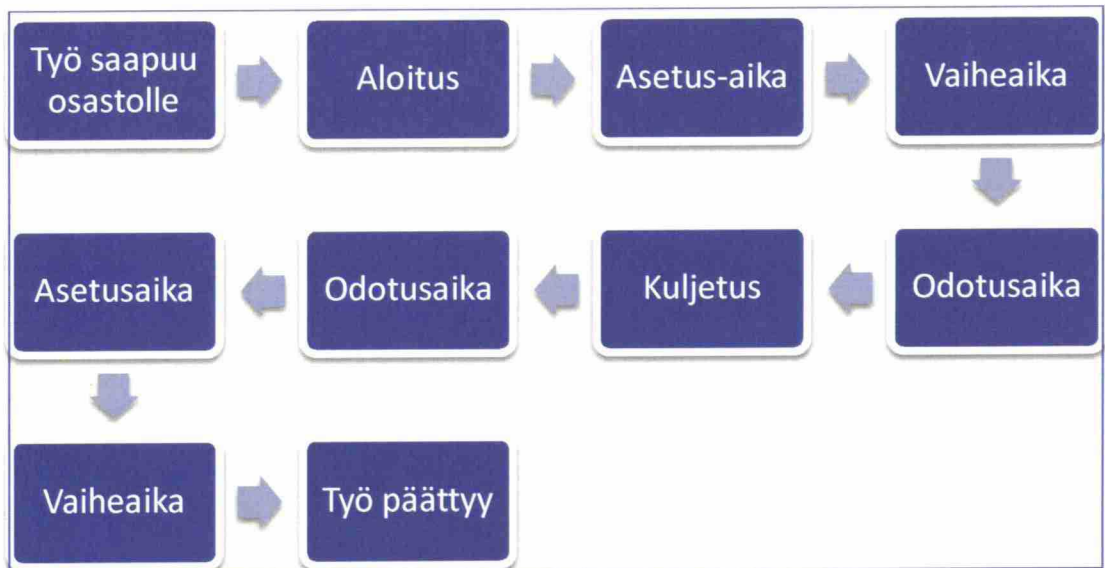 Työ saapuu
osastolle
Aloitus
Asetus-aika
Vaiheaika
Odotusaika
Kuljetus
Odotusaika
Asetusaika
Vaiheaika
Työ päättyy